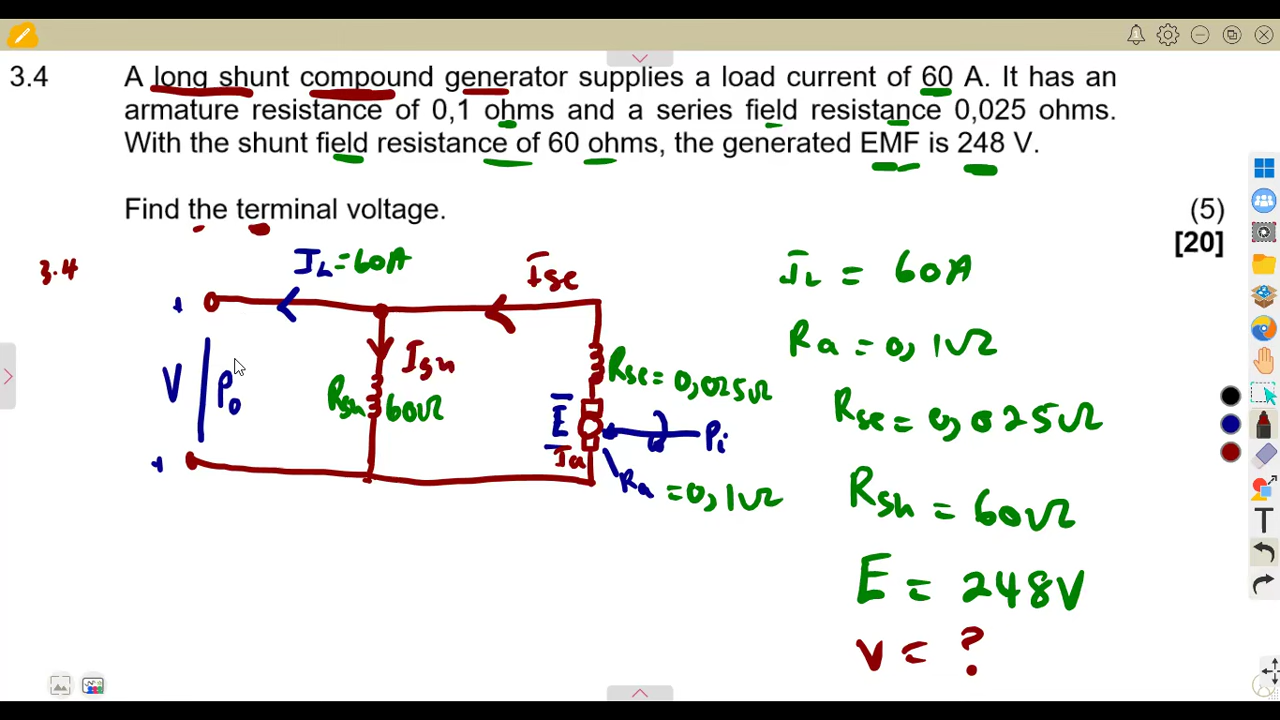 3.4 A long shunt compound generator supplies a load current of 60 A. It has an
armature resistance of 0,1 ohms and a series field resistance 0,025 ohms.
With the shunt field resistance of 60 ohms, the generated EMF is 248 V.
Find the terminal voltage. (5)
[20]
3.4
IL = 60A
Ise
+
V
Po
Ish
Rsh 60Ω
Rse = 0,025Ω
E
Pi
Ia
Ra = 0,1Ω
+
IL = 60A
Ra = 0,1Ω
Rse = 0,025Ω
Rsh = 60Ω
E = 248V
V = ?
T